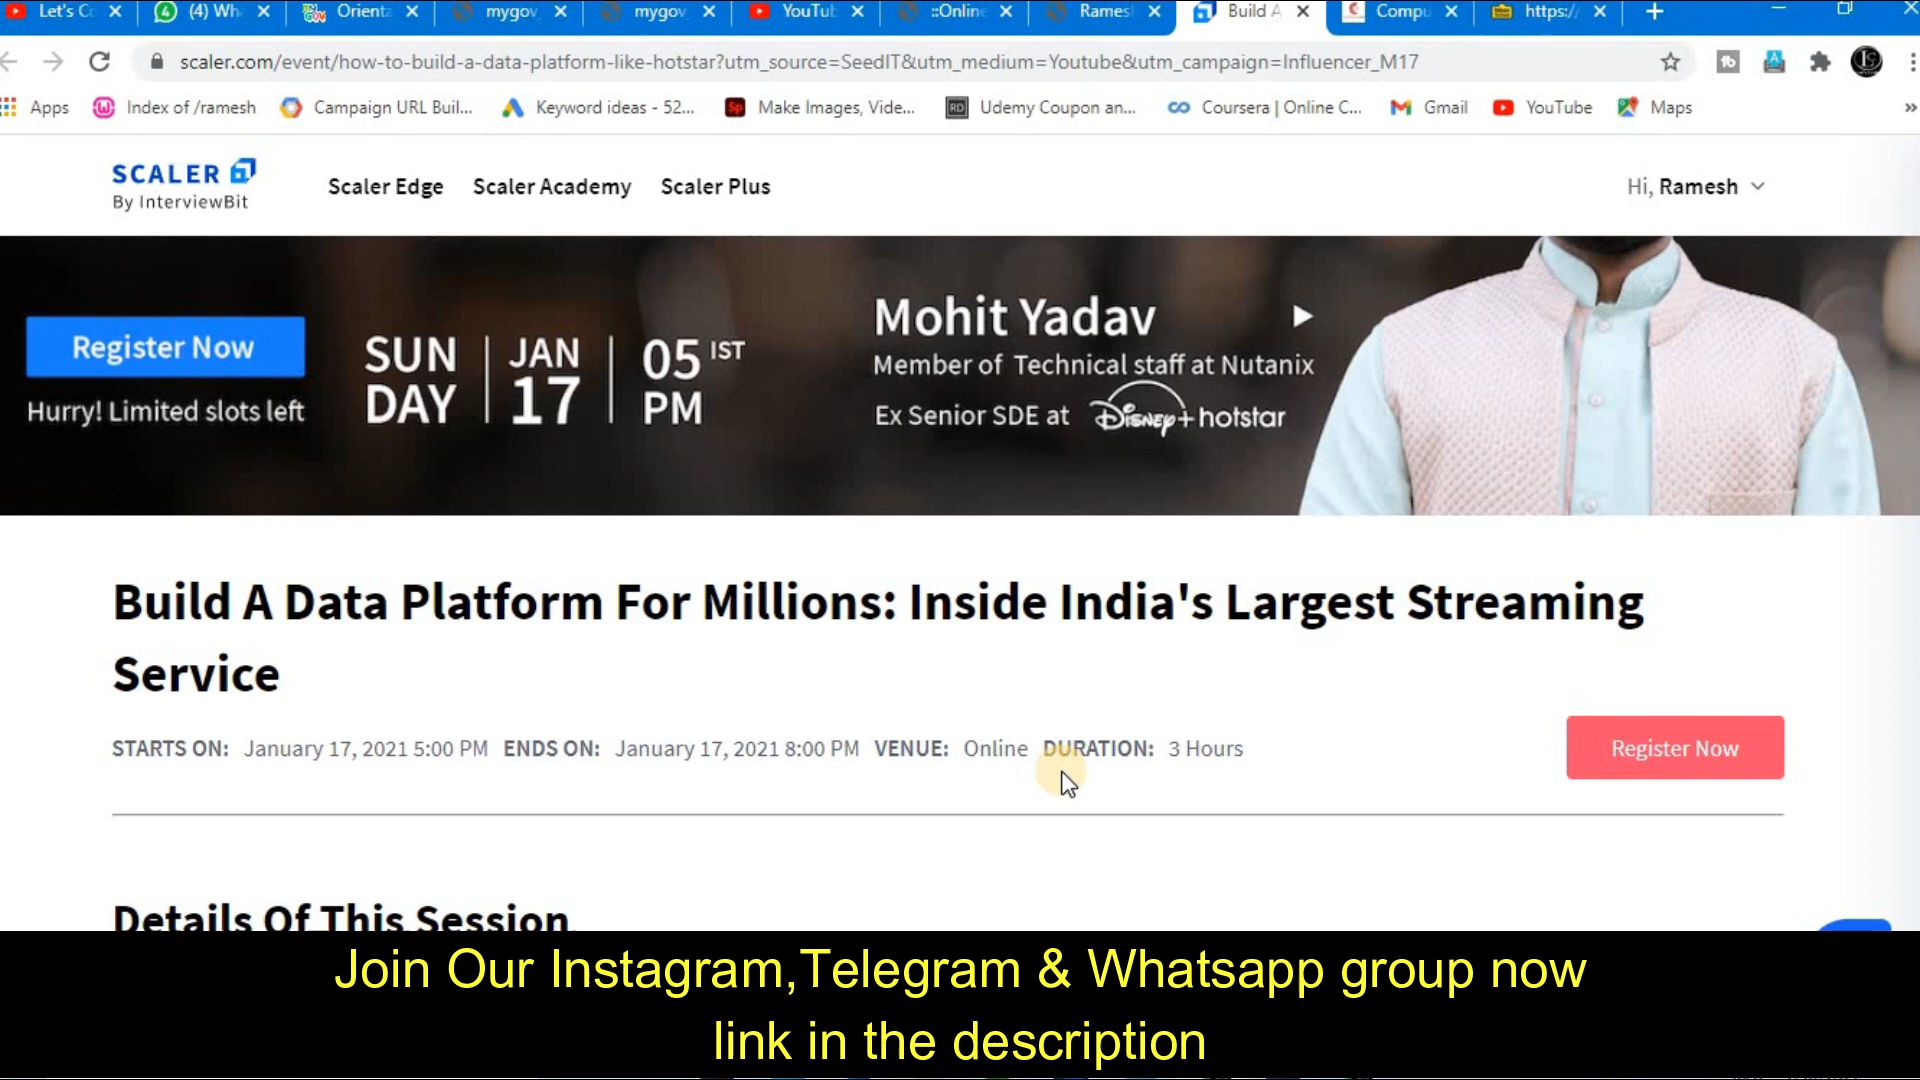 Let's Co (4) Wh Orienta mygov mygov YouTub ::Online Rames Build A Compu https://
scaler.com/event/how-to-build-a-data-platform-like-hotstar?utm_source=SeedIT&utm_medium=Youtube&utm_campaign=Influencer_M17
Apps Index of /ramesh Campaign URL Buil... Keyword ideas - 52... Sp Make Images, Vide... RD Udemy Coupon an... Coursera | Online C... Gmail YouTube Maps »
SCALER
By InterviewBit
Scaler Edge Scaler Academy Scaler Plus
Hi, Ramesh
Register Now
Hurry! Limited slots left
SUN DAY
JAN 17
05 IST PM
Mohit Yadav
Member of Technical staff at Nutanix
Ex Senior SDE at Disney+ hotstar
Build A Data Platform For Millions: Inside India's Largest Streaming
Service
STARTS ON: January 17, 2021 5:00 PM ENDS ON: January 17, 2021 8:00 PM VENUE: Online DURATION: 3 Hours
Register Now
Details Of This Session
Join Our Instagram,Telegram & Whatsapp group now
link in the description